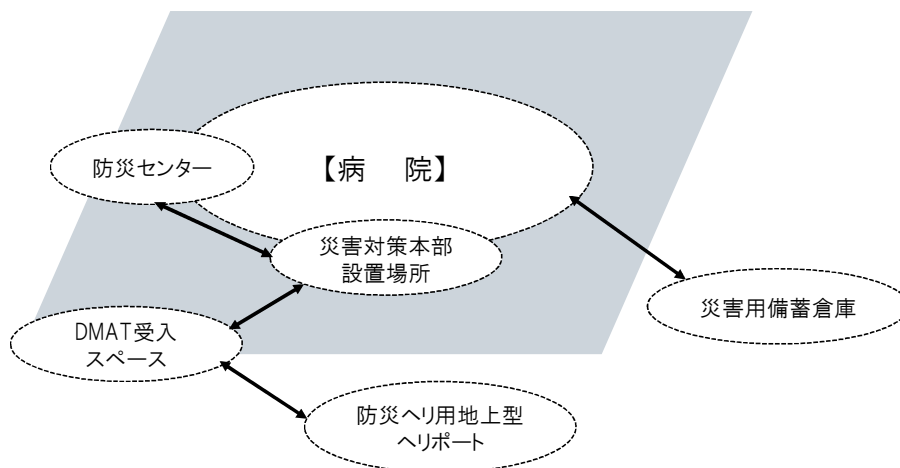 【病　院】
防災センター
災害対策本部
設置場所
災害用備蓄倉庫
DMAT受入
スペース
防災ヘリ用地上型
ヘリポート